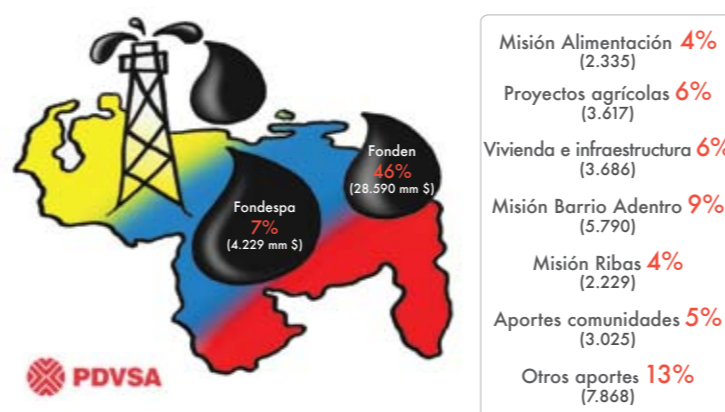 Fonden
46%
(28.590 mm $)
Fondespa
7%
(4.229 mm $)
PDVSA
Misión Alimentación 4%
(2.335)
Proyectos agrícolas 6%
(3.617)
Vivienda e infraestructura 6%
(3.686)
Misión Barrio Adentro 9%
(5.790)
Misión Ribas 4%
(2.229)
Aportes comunidades 5%
(3.025)
Otros aportes 13%
(7.868)